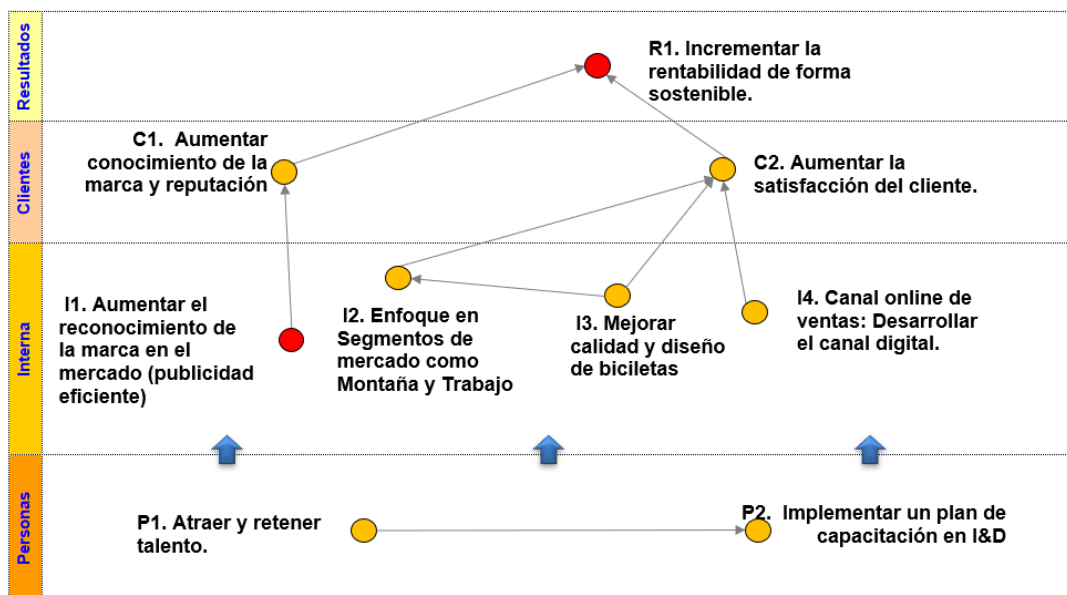 Resultados
R1. Incrementar la
rentabilidad de forma
sostenible.
Clientes
C1. Aumentar
conocimiento de la
marca y reputación
C2. Aumentar la
satisfacción del cliente.
Interna
I1. Aumentar el
reconocimiento de
la marca en el
mercado (publicidad
eficiente)
I2. Enfoque en
Segmentos de
mercado como
Montaña y Trabajo
I3. Mejorar
calidad y diseño
de biciletas
I4. Canal online de
ventas: Desarrollar
el canal digital.
Personas
P1. Atraer y retener
talento.
P2. Implementar un plan de
capacitación en I&D